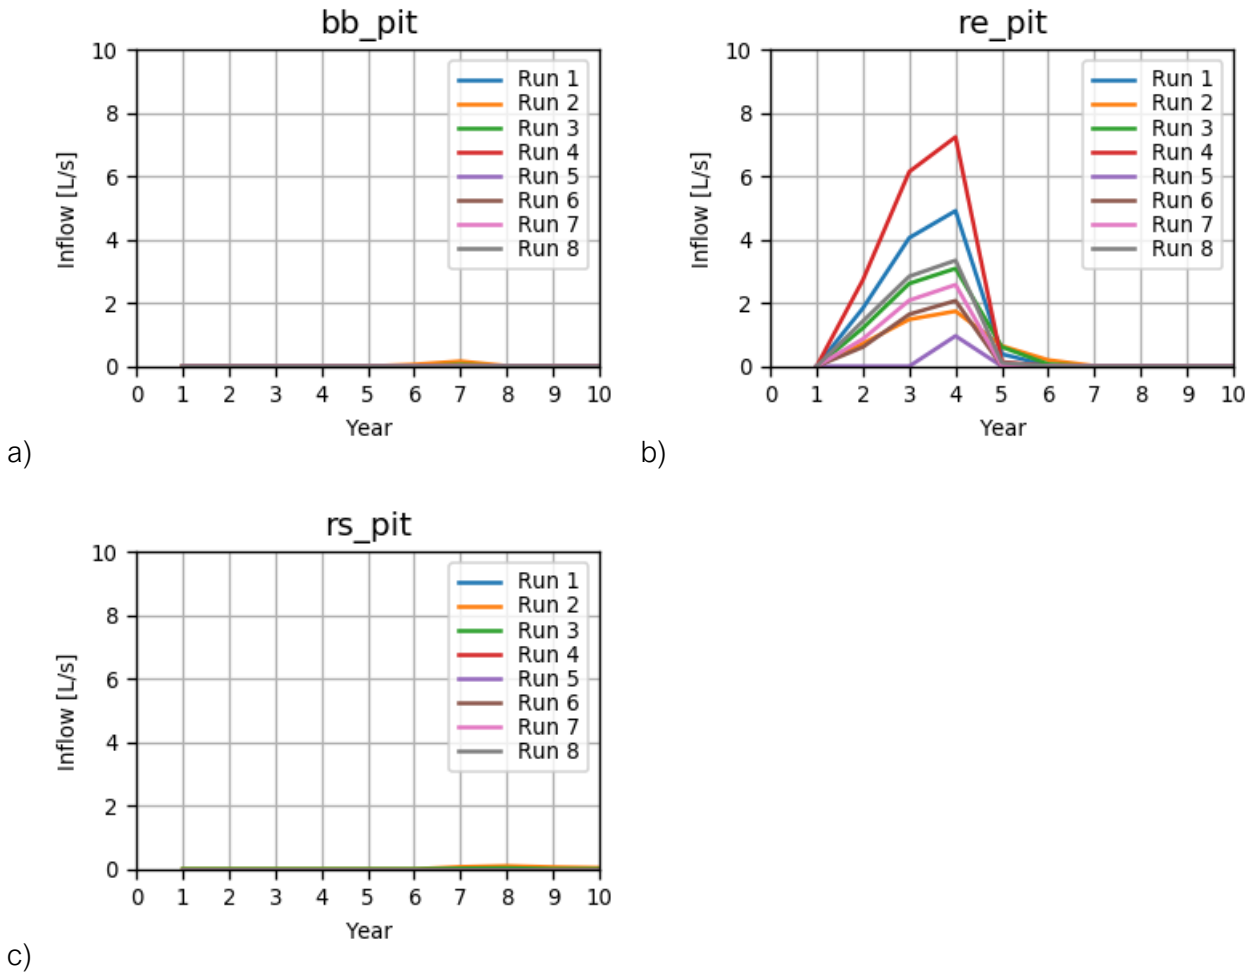 bb_pit
10
8
6
4
2
0
Inflow [L/s]
Run 1
Run 2
Run 3
Run 4
Run 5
Run 6
Run 7
Run 8
0 1 2 3 4 5 6 7 8 9 10
Year
a)
re_pit
10
8
6
4
2
0
Inflow [L/s]
Run 1
Run 2
Run 3
Run 4
Run 5
Run 6
Run 7
Run 8
0 1 2 3 4 5 6 7 8 9 10
Year
b)
rs_pit
10
8
6
4
2
0
Inflow [L/s]
Run 1
Run 2
Run 3
Run 4
Run 5
Run 6
Run 7
Run 8
0 1 2 3 4 5 6 7 8 9 10
Year
c)